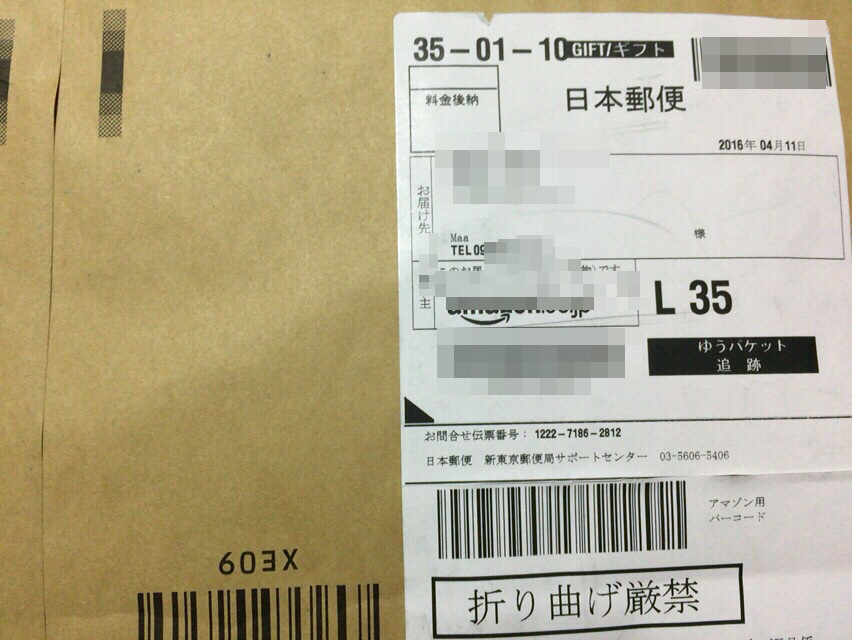 35-01-10 GIFT/ギフト
料金後納
日本郵便
2016年 04月11日
お届け先
Maa
様
TEL09
主
L 35
ゆうパケット
追 跡
お問合せ伝票番号: 1222-7186-2812
日本郵便 新東京郵便局サポートセンター 03-5606-5406
アマゾン用
バーコード
折り曲げ厳禁
XE09